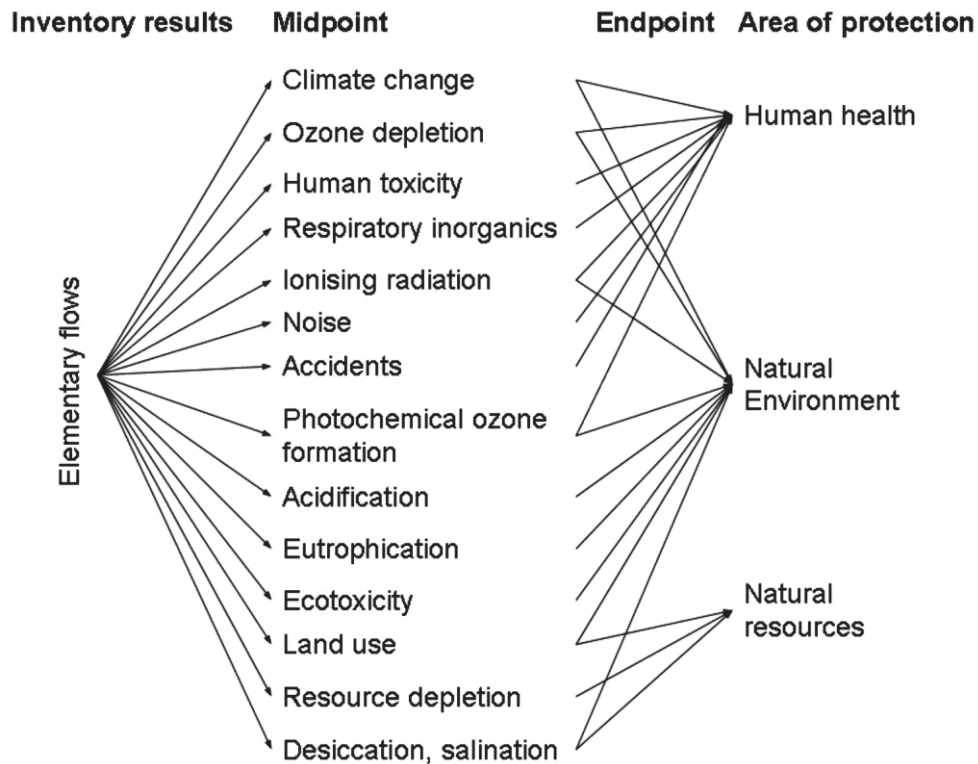 Inventory results Midpoint Endpoint Area of protection
Elementary flows
Climate change
Ozone depletion
Human toxicity
Respiratory inorganics
Ionising radiation
Noise
Accidents
Photochemical ozone
formation
Acidification
Eutrophication
Ecotoxicity
Land use
Resource depletion
Desiccation, salination
Human health
Natural
Environment
Natural
resources